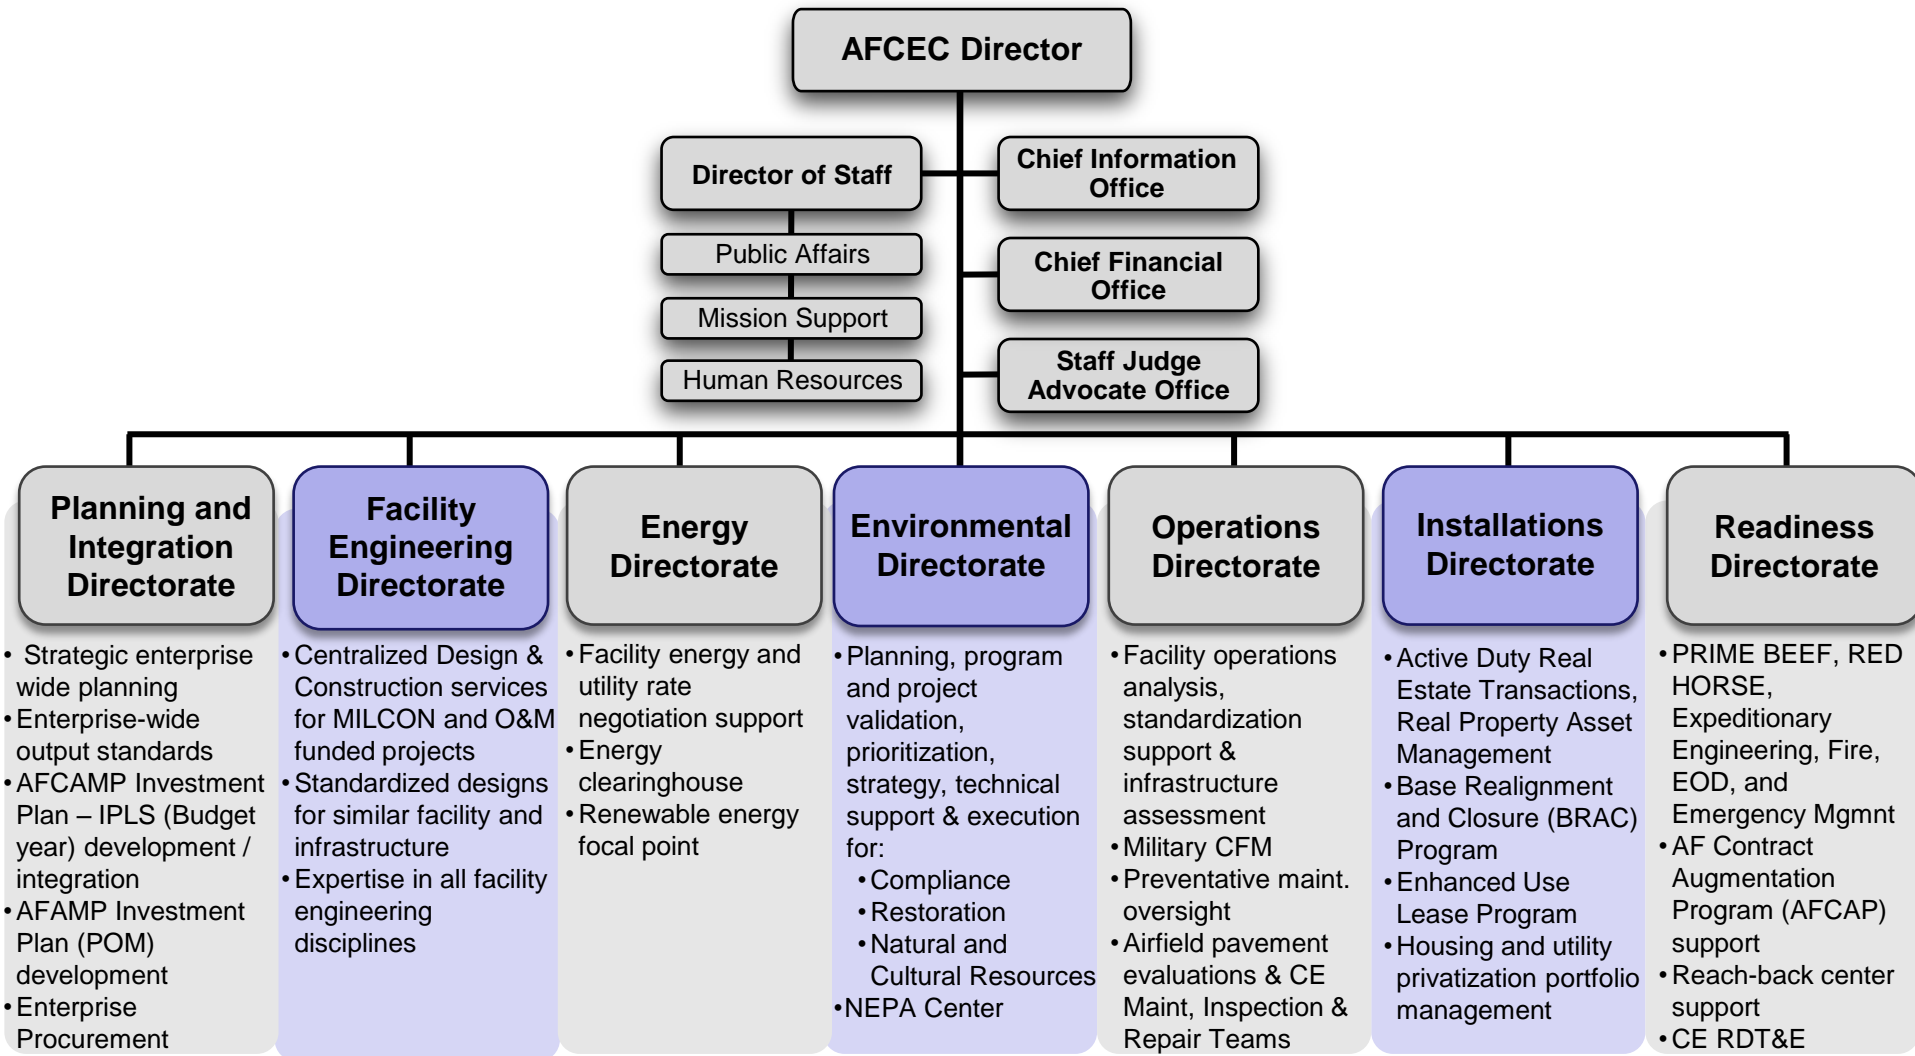 AFCEC Director
Director of Staff
Public Affairs
Mission Support
Human Resources
Chief Information
Office
Chief Financial
Office
Staff Judge
Advocate Office
Planning and
Integration
Directorate
• Strategic enterprise
wide planning
• Enterprise-wide
output standards
• AFCAMP Investment
Plan – IPLS (Budget
year) development /
integration
• AFAMP Investment
Plan (POM)
development
• Enterprise
Procurement
Facility
Engineering
Directorate
• Centralized Design &
Construction services
for MILCON and O&M
funded projects
• Standardized designs
for similar facility and
infrastructure
• Expertise in all facility
engineering
disciplines
Energy
Directorate
• Facility energy and
utility rate
negotiation support
• Energy
clearinghouse
• Renewable energy
focal point
Environmental
Directorate
• Planning, program
and project
validation,
prioritization,
strategy, technical
support & execution
for:
• Compliance
• Restoration
• Natural and
Cultural Resources
• NEPA Center
Operations
Directorate
• Facility operations
analysis,
standardization
support &
infrastructure
assessment
• Military CFM
• Preventative maint.
oversight
• Airfield pavement
evaluations & CE
Maint, Inspection &
Repair Teams
Installations
Directorate
• Active Duty Real
Estate Transactions,
Real Property Asset
Management
• Base Realignment
and Closure (BRAC)
Program
• Enhanced Use
Lease Program
• Housing and utility
privatization portfolio
management
Readiness
Directorate
• PRIME BEEF, RED
HORSE,
Expeditionary
Engineering, Fire,
EOD, and
Emergency Mgmnt
• AF Contract
Augmentation
Program (AFCAP)
support
• Reach-back center
support
• CE RDT&E